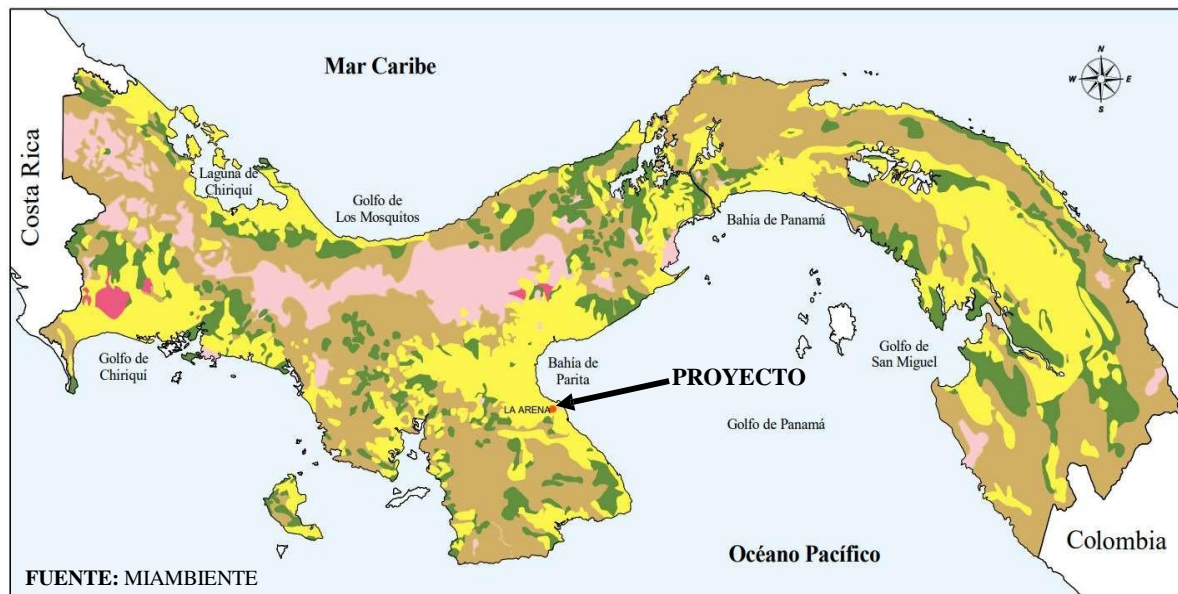 Mar Caribe
N
W
E
S
Costa Rica
Laguna de
Chiriquí
Golfo de
Los Mosquitos
Bahía de Panamá
Golfo de
Chiriquí
Bahía de
Parita
PROYECTO
Golfo de
San Miguel
LA ARENA
Golfo de Panamá
Océano Pacífico
Colombia
FUENTE: MIAMBIENTE